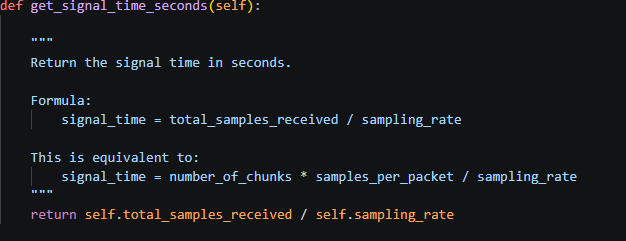 def get_signal_time_seconds(self):
"""
Return the signal time in seconds.
Formula:
signal_time = total_samples_received / sampling_rate
This is equivalent to:
signal_time = number_of_chunks * samples_per_packet / sampling_rate
"""
return self.total_samples_received / self.sampling_rate